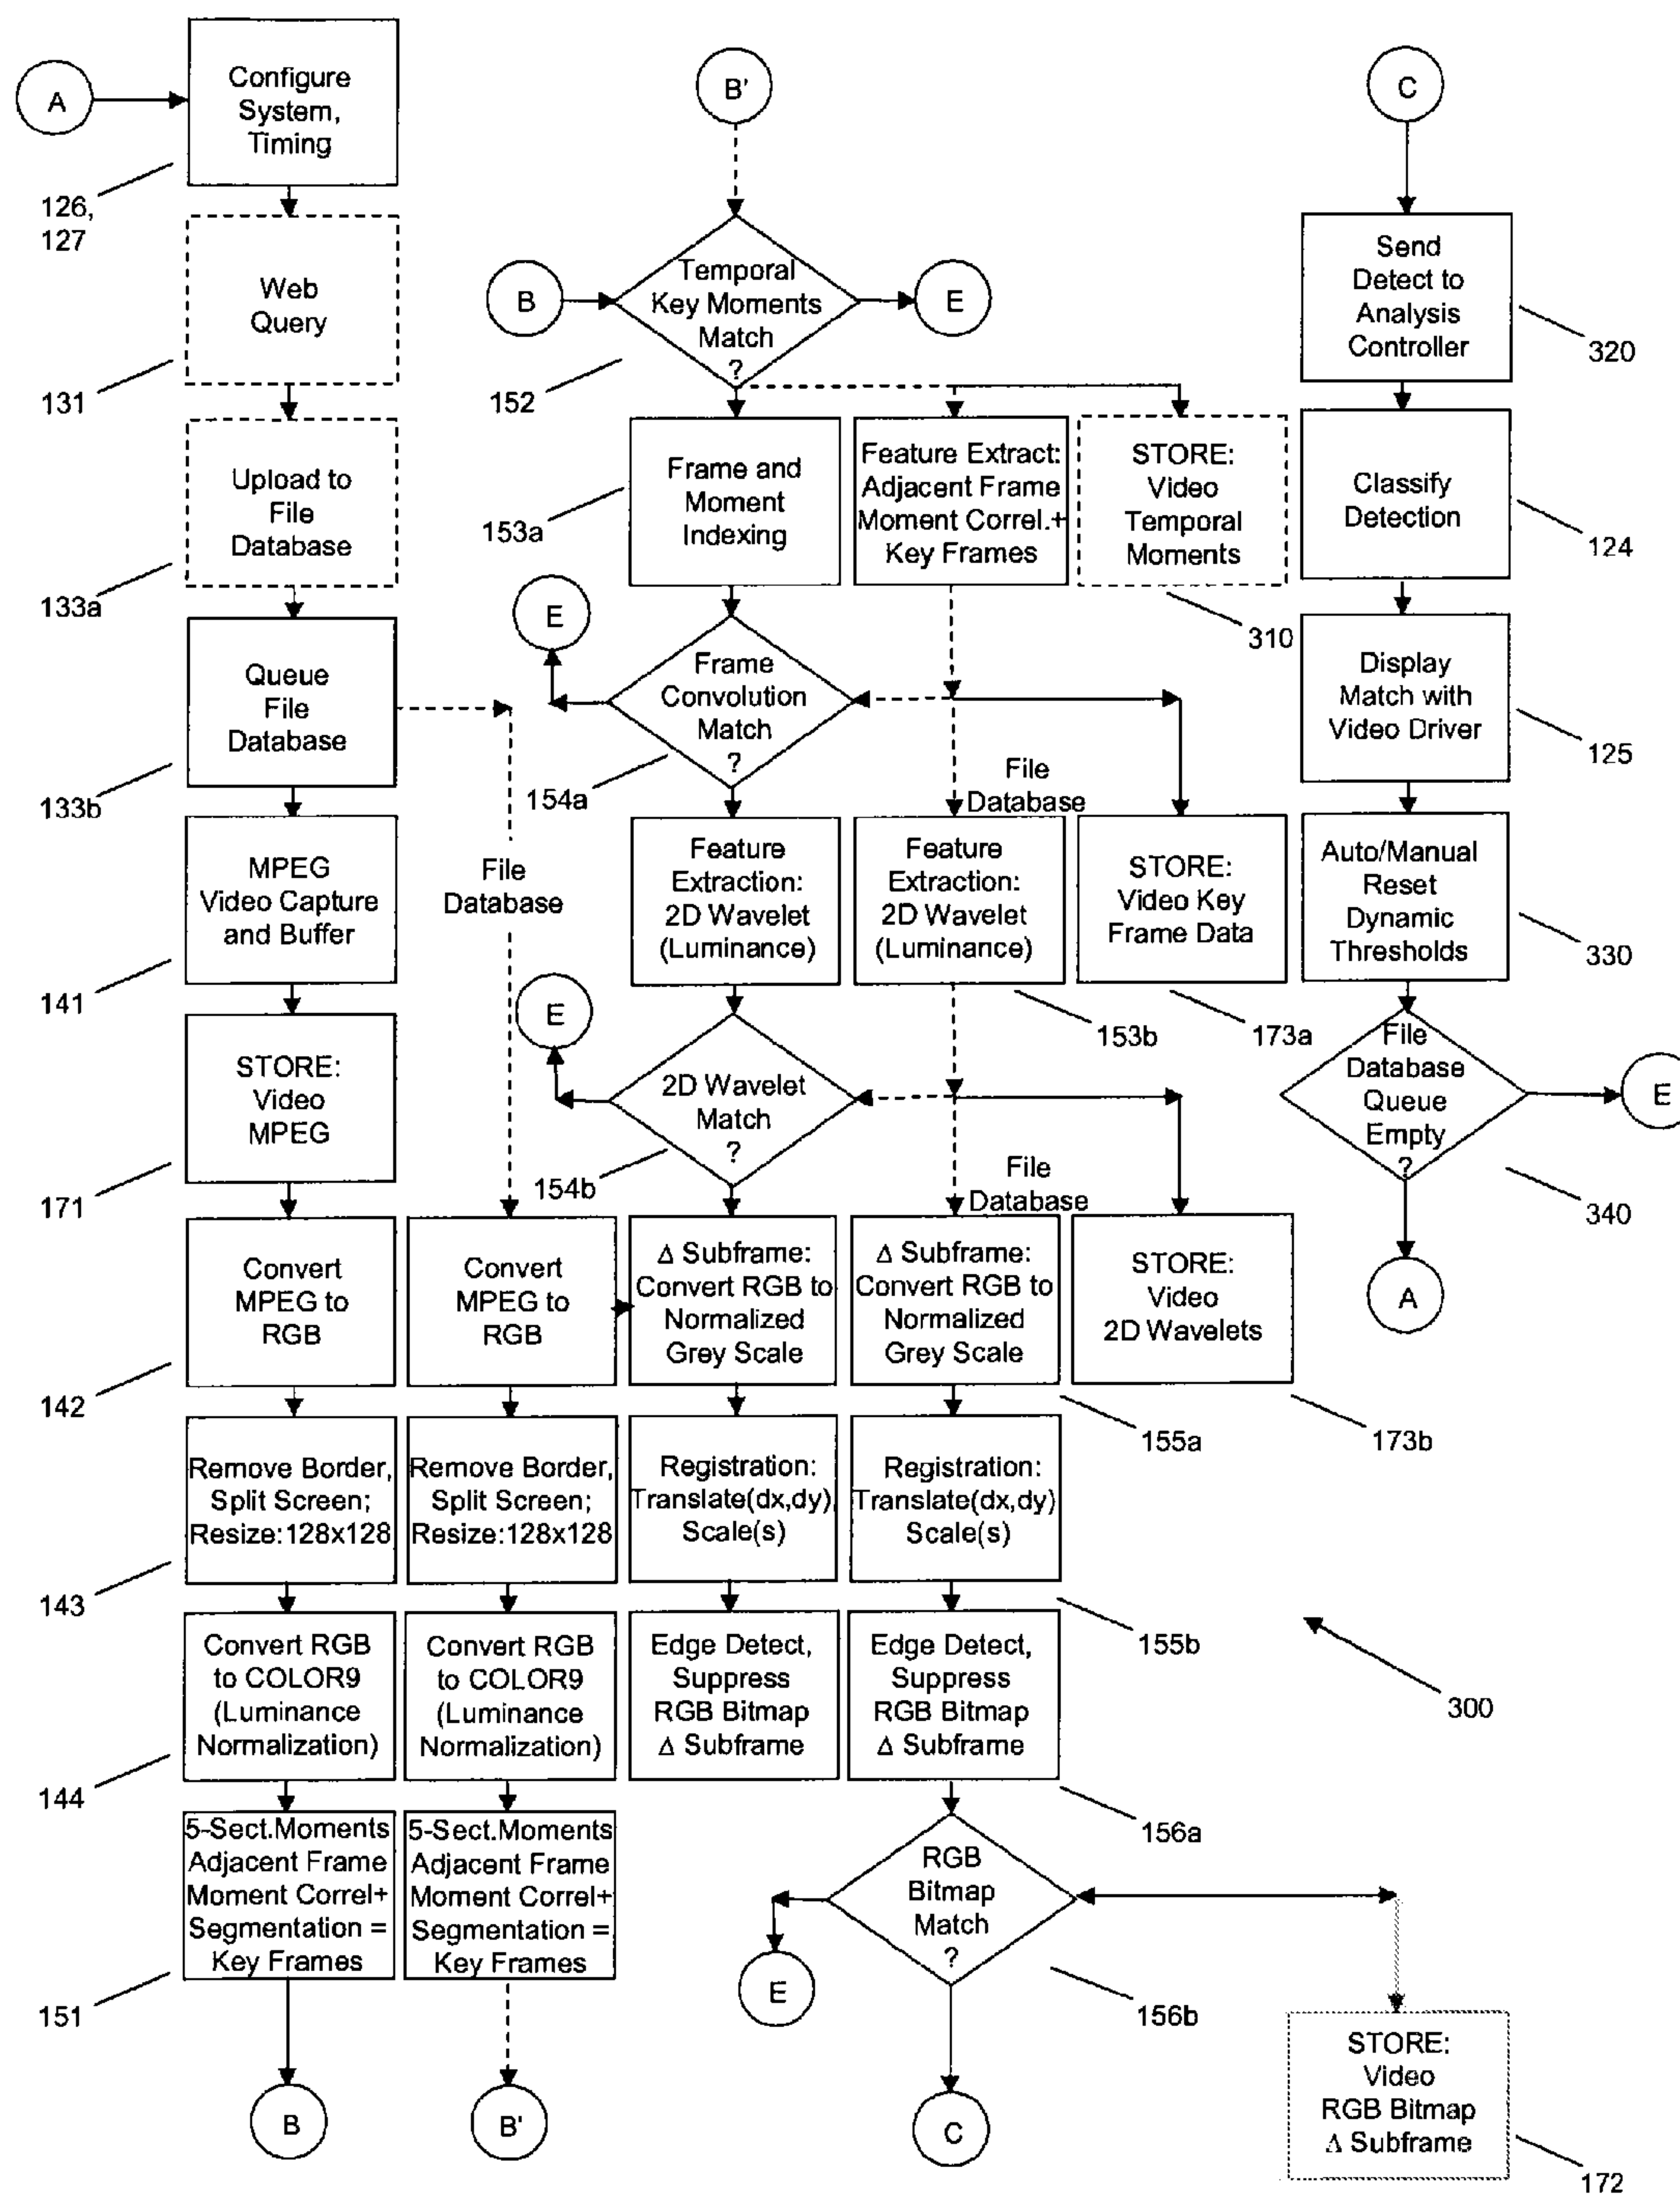 A
Configure
System,
Timing
126,
127
Web
Query
131
Upload to
File
Database
133a
Queue
File
Database
133b
MPEG
Video Capture
and Buffer
141
STORE:
Video
MPEG
171
Convert
MPEG to
RGB
142
Remove Border,
Split Screen;
Resize:128x128
143
Convert RGB
to COLOR9
(Luminance
Normalization)
144
5-Sect.Moments
Adjacent Frame
Moment Correl+
Segmentation =
Key Frames
151
B
File
Database
Convert
MPEG to
RGB
Remove Border,
Split Screen;
Resize:128x128
Convert RGB
to COLOR9
(Luminance
Normalization)
5-Sect.Moments
Adjacent Frame
Moment Correl+
Segmentation =
Key Frames
B'
B'
B
Temporal
Key Moments
Match
?
E
152
Frame and
Moment
Indexing
153a
E
Frame
Convolution
Match
?
154a
Feature
Extraction:
2D Wavelet
(Luminance)
E
2D Wavelet
Match
?
154b
Δ Subframe:
Convert RGB to
Normalized
Grey Scale
Registration:
Translate(dx,dy)
Scale(s)
Edge Detect,
Suppress
RGB Bitmap
Δ Subframe
Feature Extract:
Adjacent Frame
Moment Correl.+
Key Frames
File
Database
Feature
Extraction:
2D Wavelet
(Luminance)
153b
File
Database
Δ Subframe:
Convert RGB to
Normalized
Grey Scale
155a
Registration:
Translate(dx,dy)
Scale(s)
155b
Edge Detect,
Suppress
RGB Bitmap
Δ Subframe
156a
RGB
Bitmap
Match
?
156b
E
C
STORE:
Video
Temporal
Moments
310
STORE:
Video Key
Frame Data
173a
STORE:
Video
2D Wavelets
173b
C
Send
Detect to
Analysis
Controller
320
Classify
Detection
124
Display
Match with
Video Driver
125
Auto/Manual
Reset
Dynamic
Thresholds
330
File
Database
Queue
Empty
?
E
340
A
300
STORE:
Video
RGB Bitmap
Δ Subframe
172